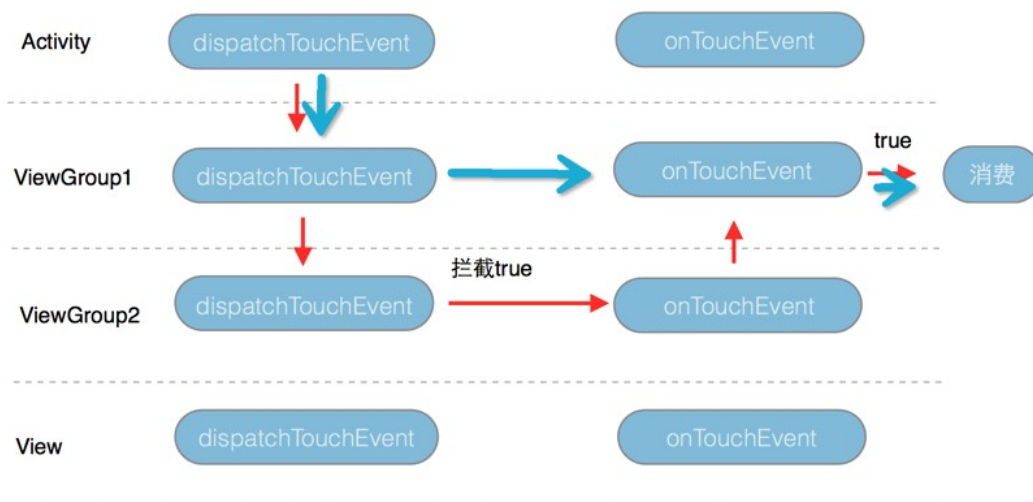 Activity
dispatchTouchEvent
onTouchEvent
true
ViewGroup1
dispatchTouchEvent
onTouchEvent
消费
拦截true
ViewGroup2
dispatchTouchEvent
onTouchEvent
View
dispatchTouchEvent
onTouchEvent